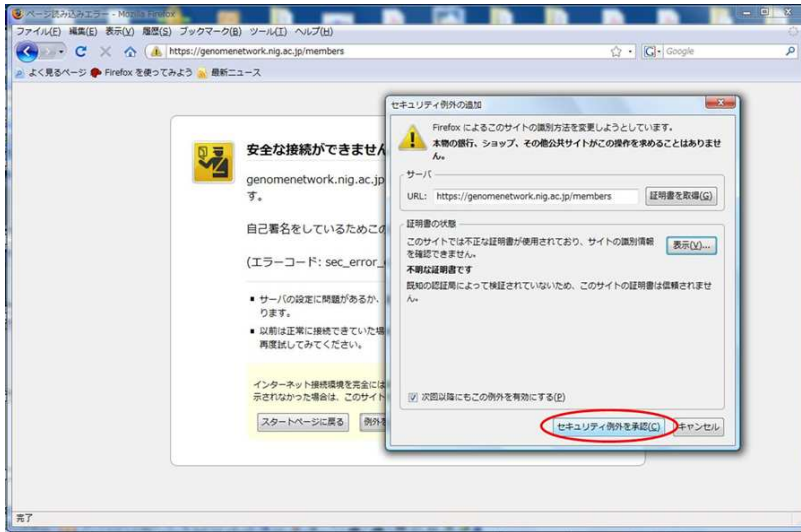 ページ読み込みエラー - Mozilla Firefox
ファイル(F) 編集(E) 表示(V) 履歴(S) ブックマーク(B) ツール(T) ヘルプ(H)
https://genomenetwork.nig.ac.jp/members
Google
よく見るページ Firefox を使ってみよう 最新ニュース
安全な接続ができません
genomenetwork.nig.ac.jp
す。
自己署名をしているためこの
(エラーコード: sec_error_
サーバの設定に問題があるか、
ります。
以前は正常に接続できていた場
再度試してみてください。
インターネット接続環境を完全には
示されなかった場合は、このサイト
スタートページに戻る 例外を
セキュリティ例外の追加
Firefox によるこのサイトの識別方法を変更しようとしています。
本物の銀行、ショップ、その他公共サイトがこの操作を求めることはありませ
ん。
サーバ
URL: https://genomenetwork.nig.ac.jp/members 証明書を取得(G)
証明書の状態
このサイトでは不正な証明書が使用されており、サイトの識別情報
を確認できません。
表示(V)...
不明な証明書です
既知の認証局によって検証されていないため、このサイトの証明書は信頼されませ
ん。
次回以降にもこの例外を有効にする(P)
セキュリティ例外を承認(C) キャンセル
完了